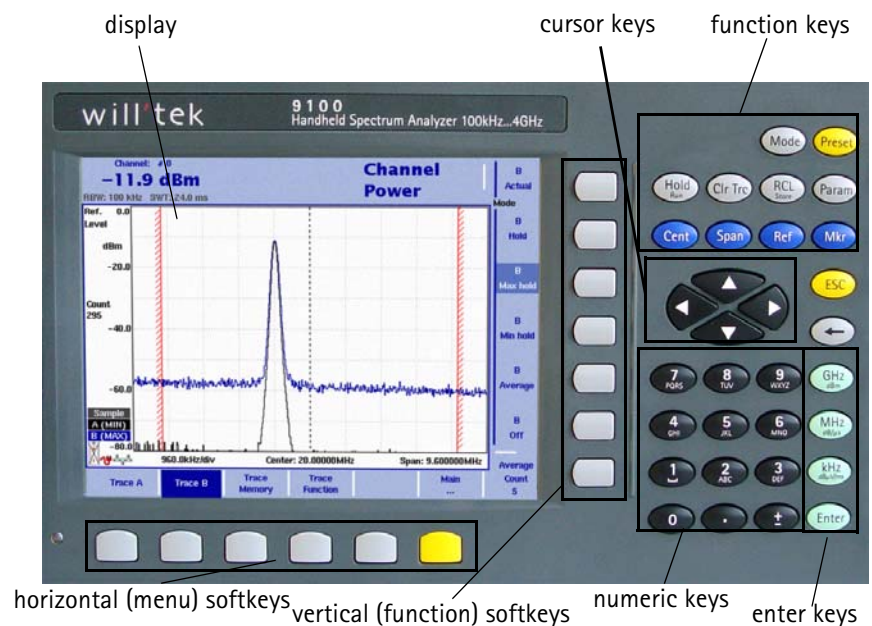 display
cursor keys
function keys
will'tek
9100
Handheld Spectrum Analyzer 100kHz...4GHz
Channel: # 0
-11.9 dBm
Channel
Power
RBW: 100 kHz SWT: 24.0 ms
Ref. 0.0
Level
dBm
-20.0
Count
295
-40.0
-60.0
Sample
A (MIN)
B (MAX)
-80.0
960.0kHz/div
Center: 20.00000MHz
Span: 9.600000MHz
Trace A
Trace B
Trace
Memory
Trace
Function
Main
...
B
Actual
Mode
B
Hold
B
Max hold
B
Min hold
B
Average
B
Off
Average
Count
5
Mode
Preset
Hold
Run
Clr Trc
RCL
Store
Param
Cent
Span
Ref
Mkr
ESC
7
PQRS
8
TUV
9
WXYZ
GHz
dBm
4
GHI
5
JKL
6
MNO
MHz
1
2
ABC
3
DEF
kHz
0
.
±
Enter
horizontal (menu) softkeys
vertical (function) softkeys
numeric keys
enter keys